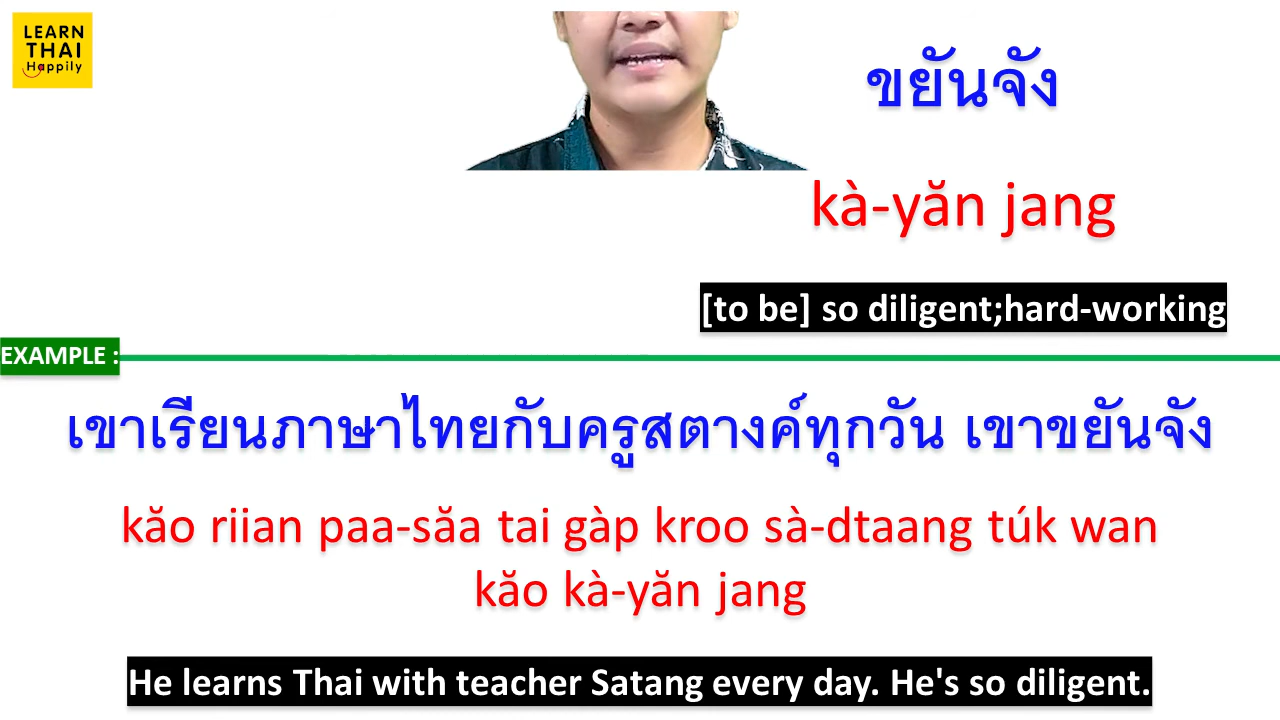 LEARN
THAI
Happily
ขยันจัง
kà-yăn jang
[to be] so diligent;hard-working
EXAMPLE :
เขาเรียนภาษาไทยกับครูสตางค์ทุกวัน เขาขยันจัง
kăo riian paa-săa tai gàp kroo sà-dtaang túk wan
kăo kà-yăn jang
He learns Thai with teacher Satang every day. He's so diligent.